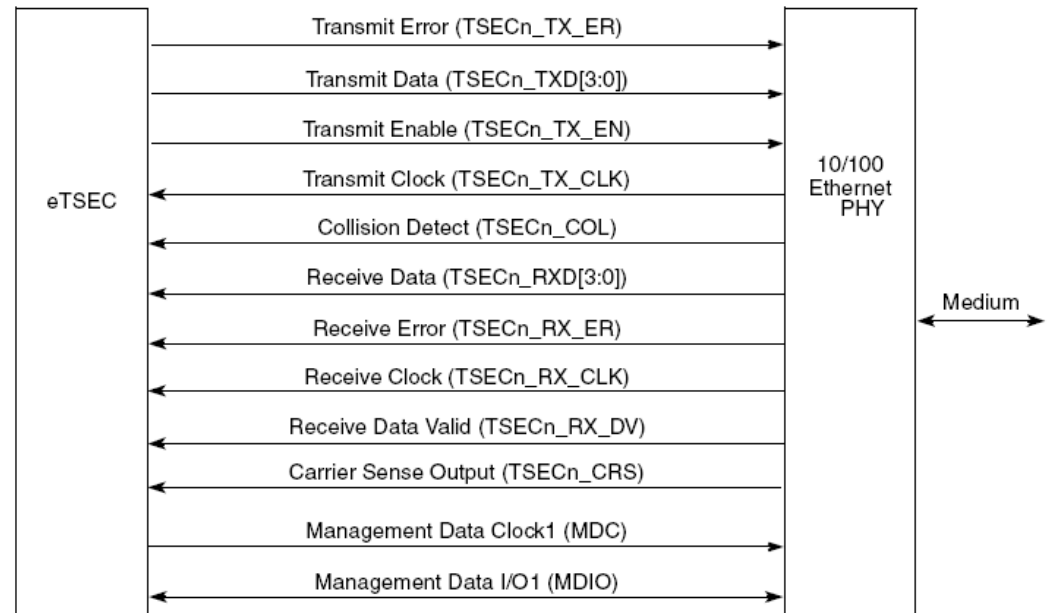 Transmit Error (TSECn_TX_ER)
Transmit Data (TSECn_TXD[3:0])
Transmit Enable (TSECn_TX_EN)
Transmit Clock (TSECn_TX_CLK)
eTSEC
10/100
Ethernet
PHY
Collision Detect (TSECn_COL)
Receive Data (TSECn_RXD[3:0])
Medium
Receive Error (TSECn_RX_ER)
Receive Clock (TSECn_RX_CLK)
Receive Data Valid (TSECn_RX_DV)
Carrier Sense Output (TSECn_CRS)
Management Data Clock1 (MDC)
Management Data I/O1 (MDIO)